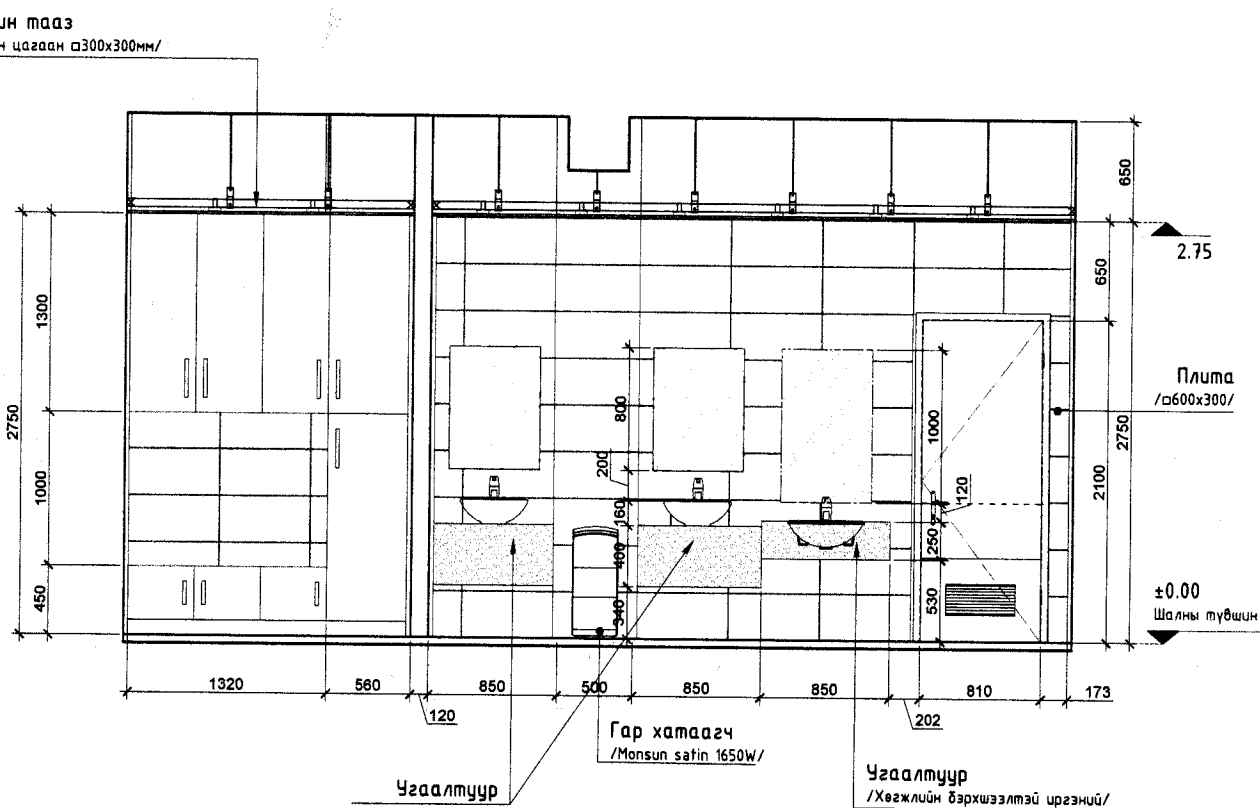 ин тааз
н цагаан □300x300мм/
650
2.75
650
1300
2750
Плита
/□600x300/
800
1000
2750
1000
200
120
2100
160
250
400
450
340
530
±0.00
Шалны түвшин
1320
560
850
500
850
850
810
173
120
202
Гар хатаагч
/Monsun satin 1650W/
Угаалтуур
Угаалтуур
/Хөгжлийн бэрхшээлтэй иргэний/